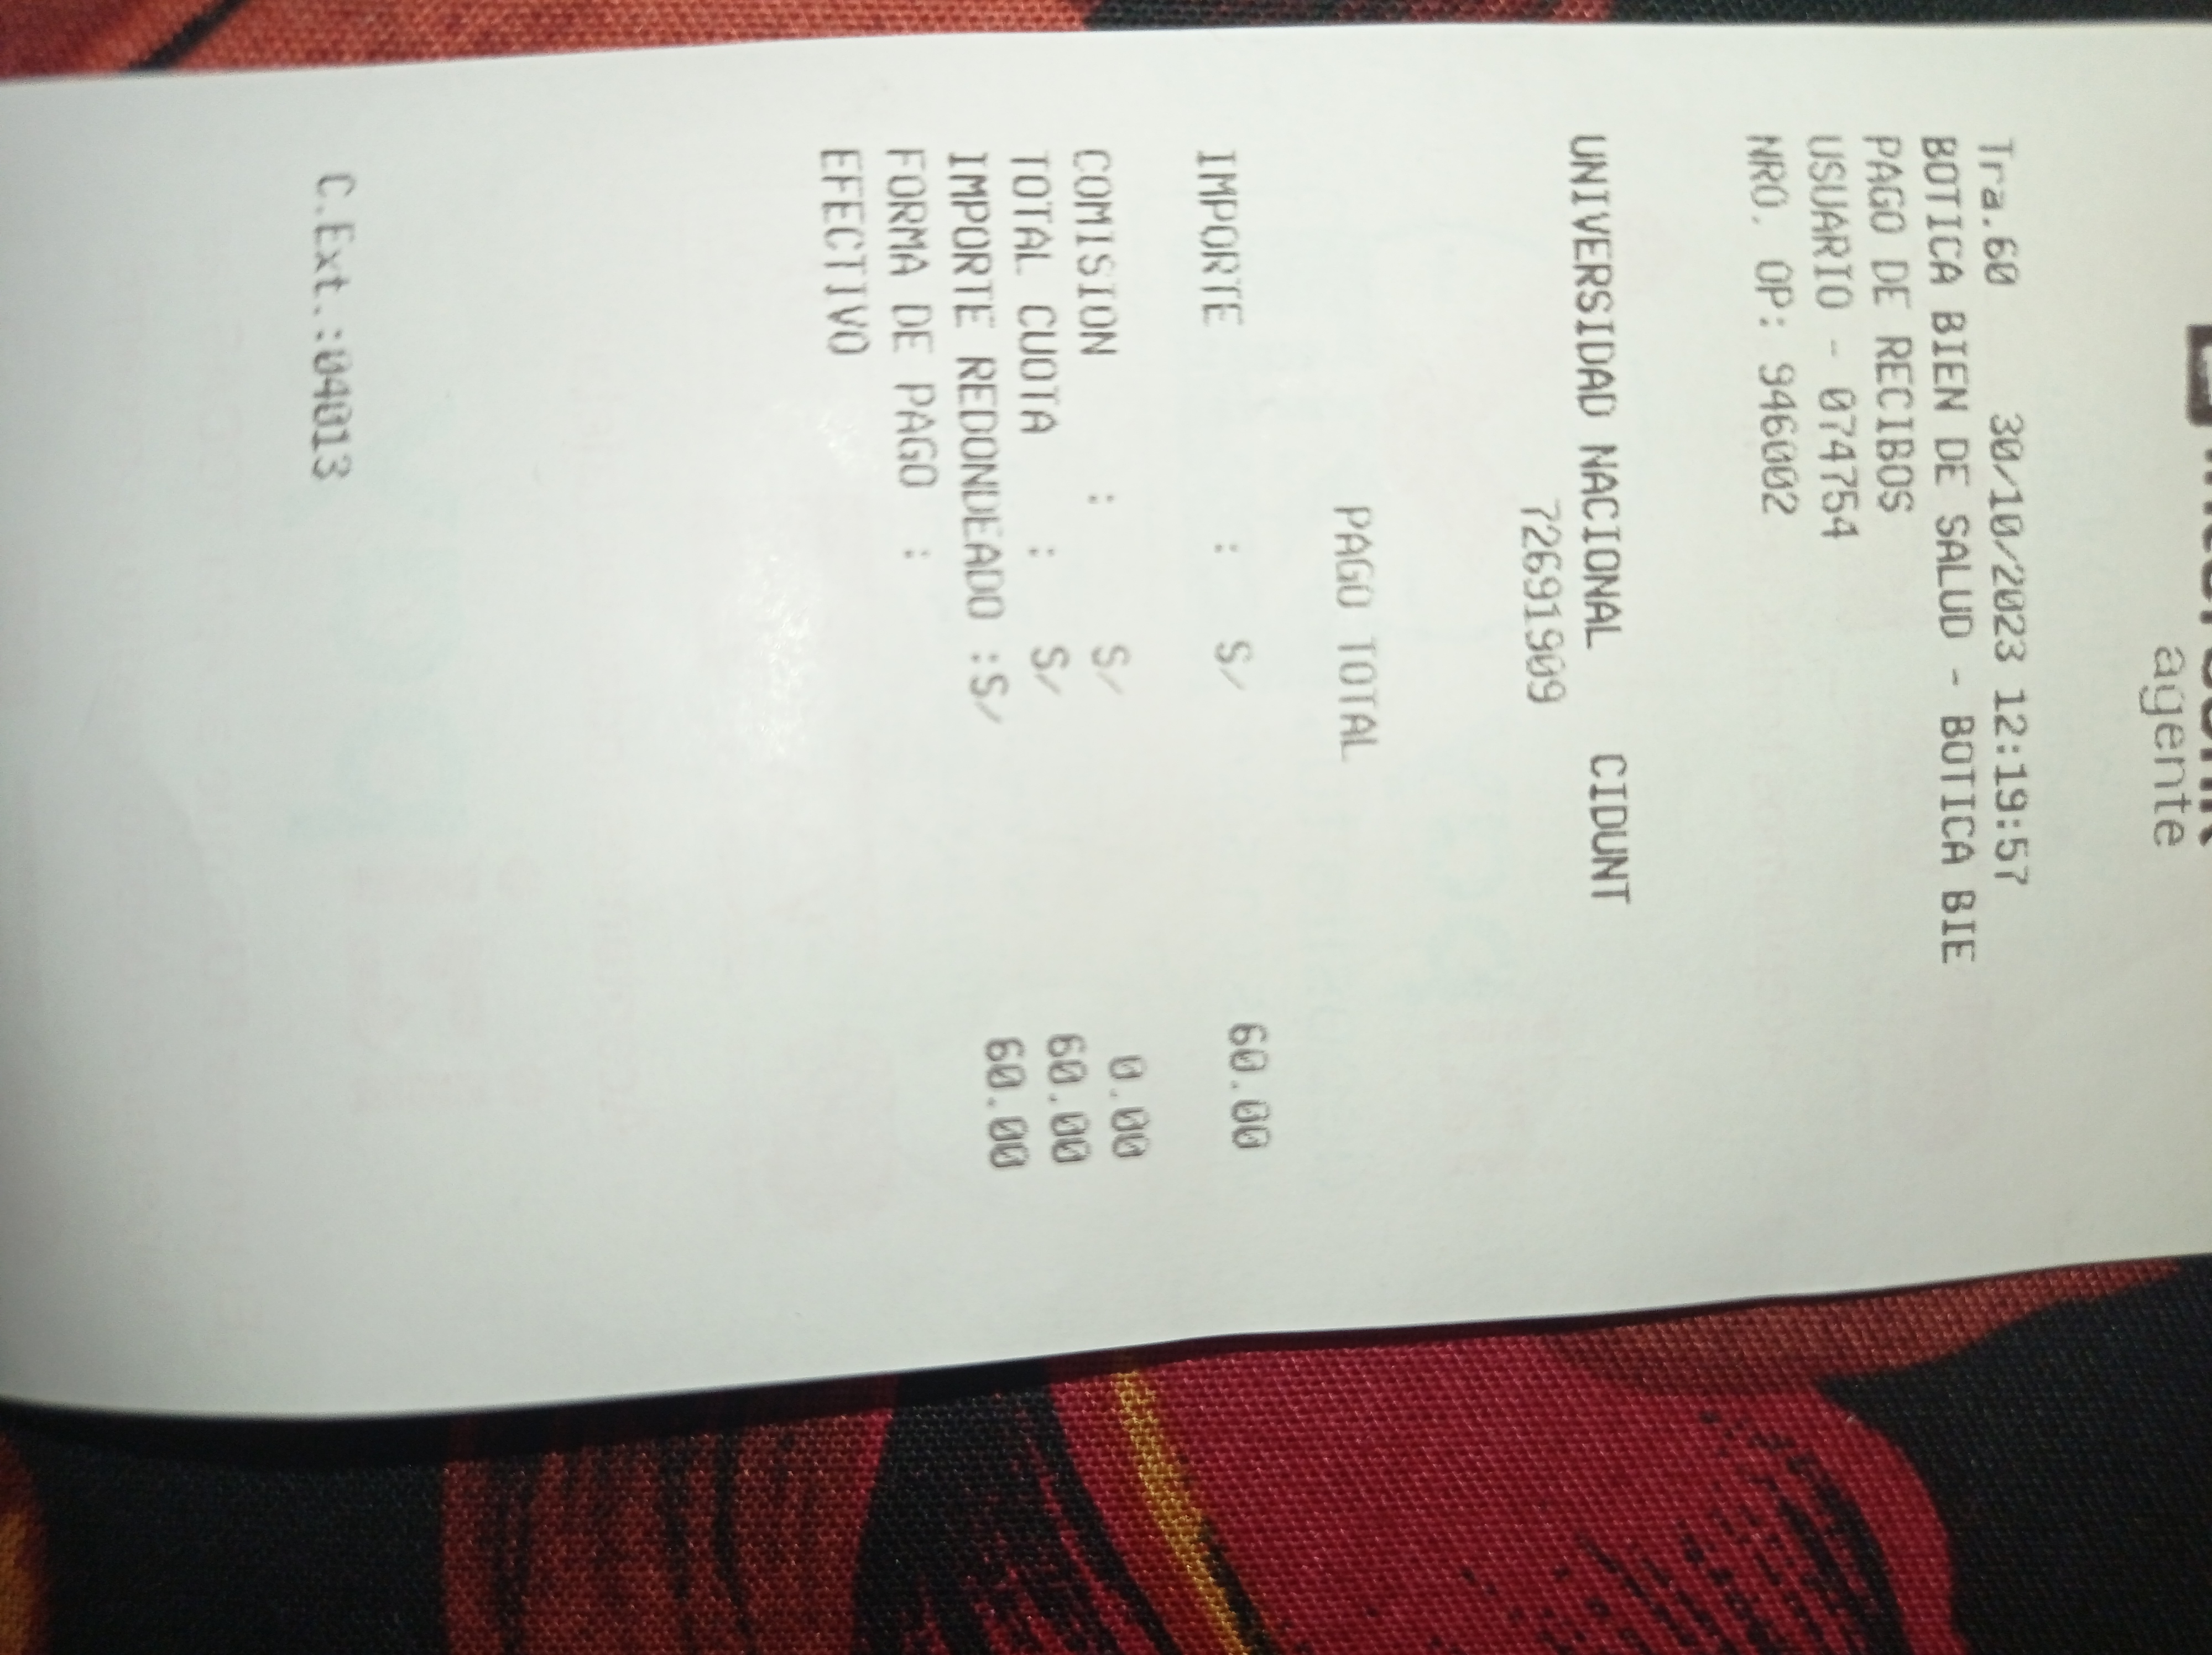 agente
Tra.60 30/10/2023 12:19:57
BOTICA BIEN DE SALUD - BOTICA BIE
PAGO DE RECIBOS
USUARIO - 074754
NRO. OP: 946002
UNIVERSIDAD NACIONAL CIDUNT
72691909
PAGO TOTAL
IMPORTE : S/ 60.00
COMISION : S/ 0.00
TOTAL CUOTA : S/ 60.00
IMPORTE REDONDEADO :S/ 60.00
FORMA DE PAGO :
EFECTIVO
C.Ext.:04013